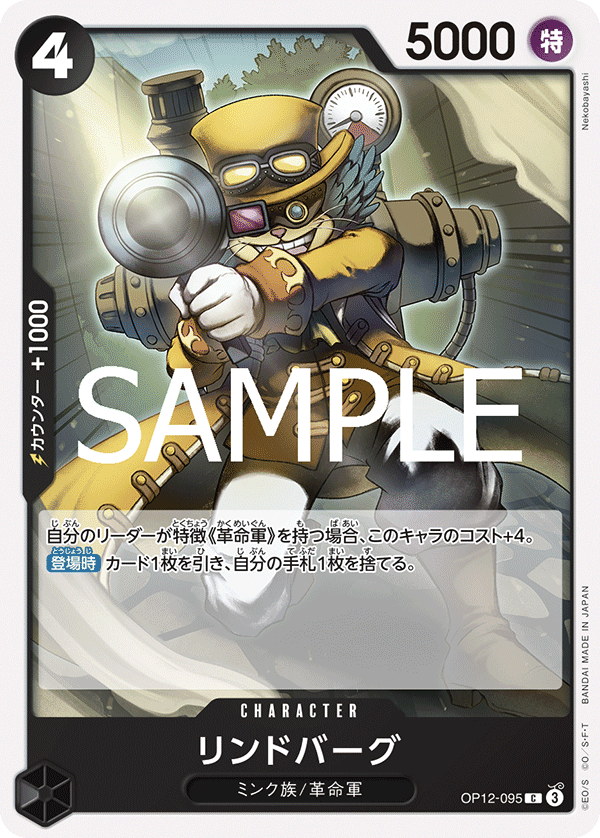 4
5000 特
Nekobayashi
カウンター +1000
SAMPLE
自分のリーダーが特徴《革命軍》を持つ場合、このキャラのコスト+4。
登場時 カード1枚を引き、自分の手札1枚を捨てる。
CHARACTER
リンドバーグ
ミンク族/革命軍
OP12-095 C 3
©E.O/S ©O/S・F・T BANDAI MADE IN JAPAN